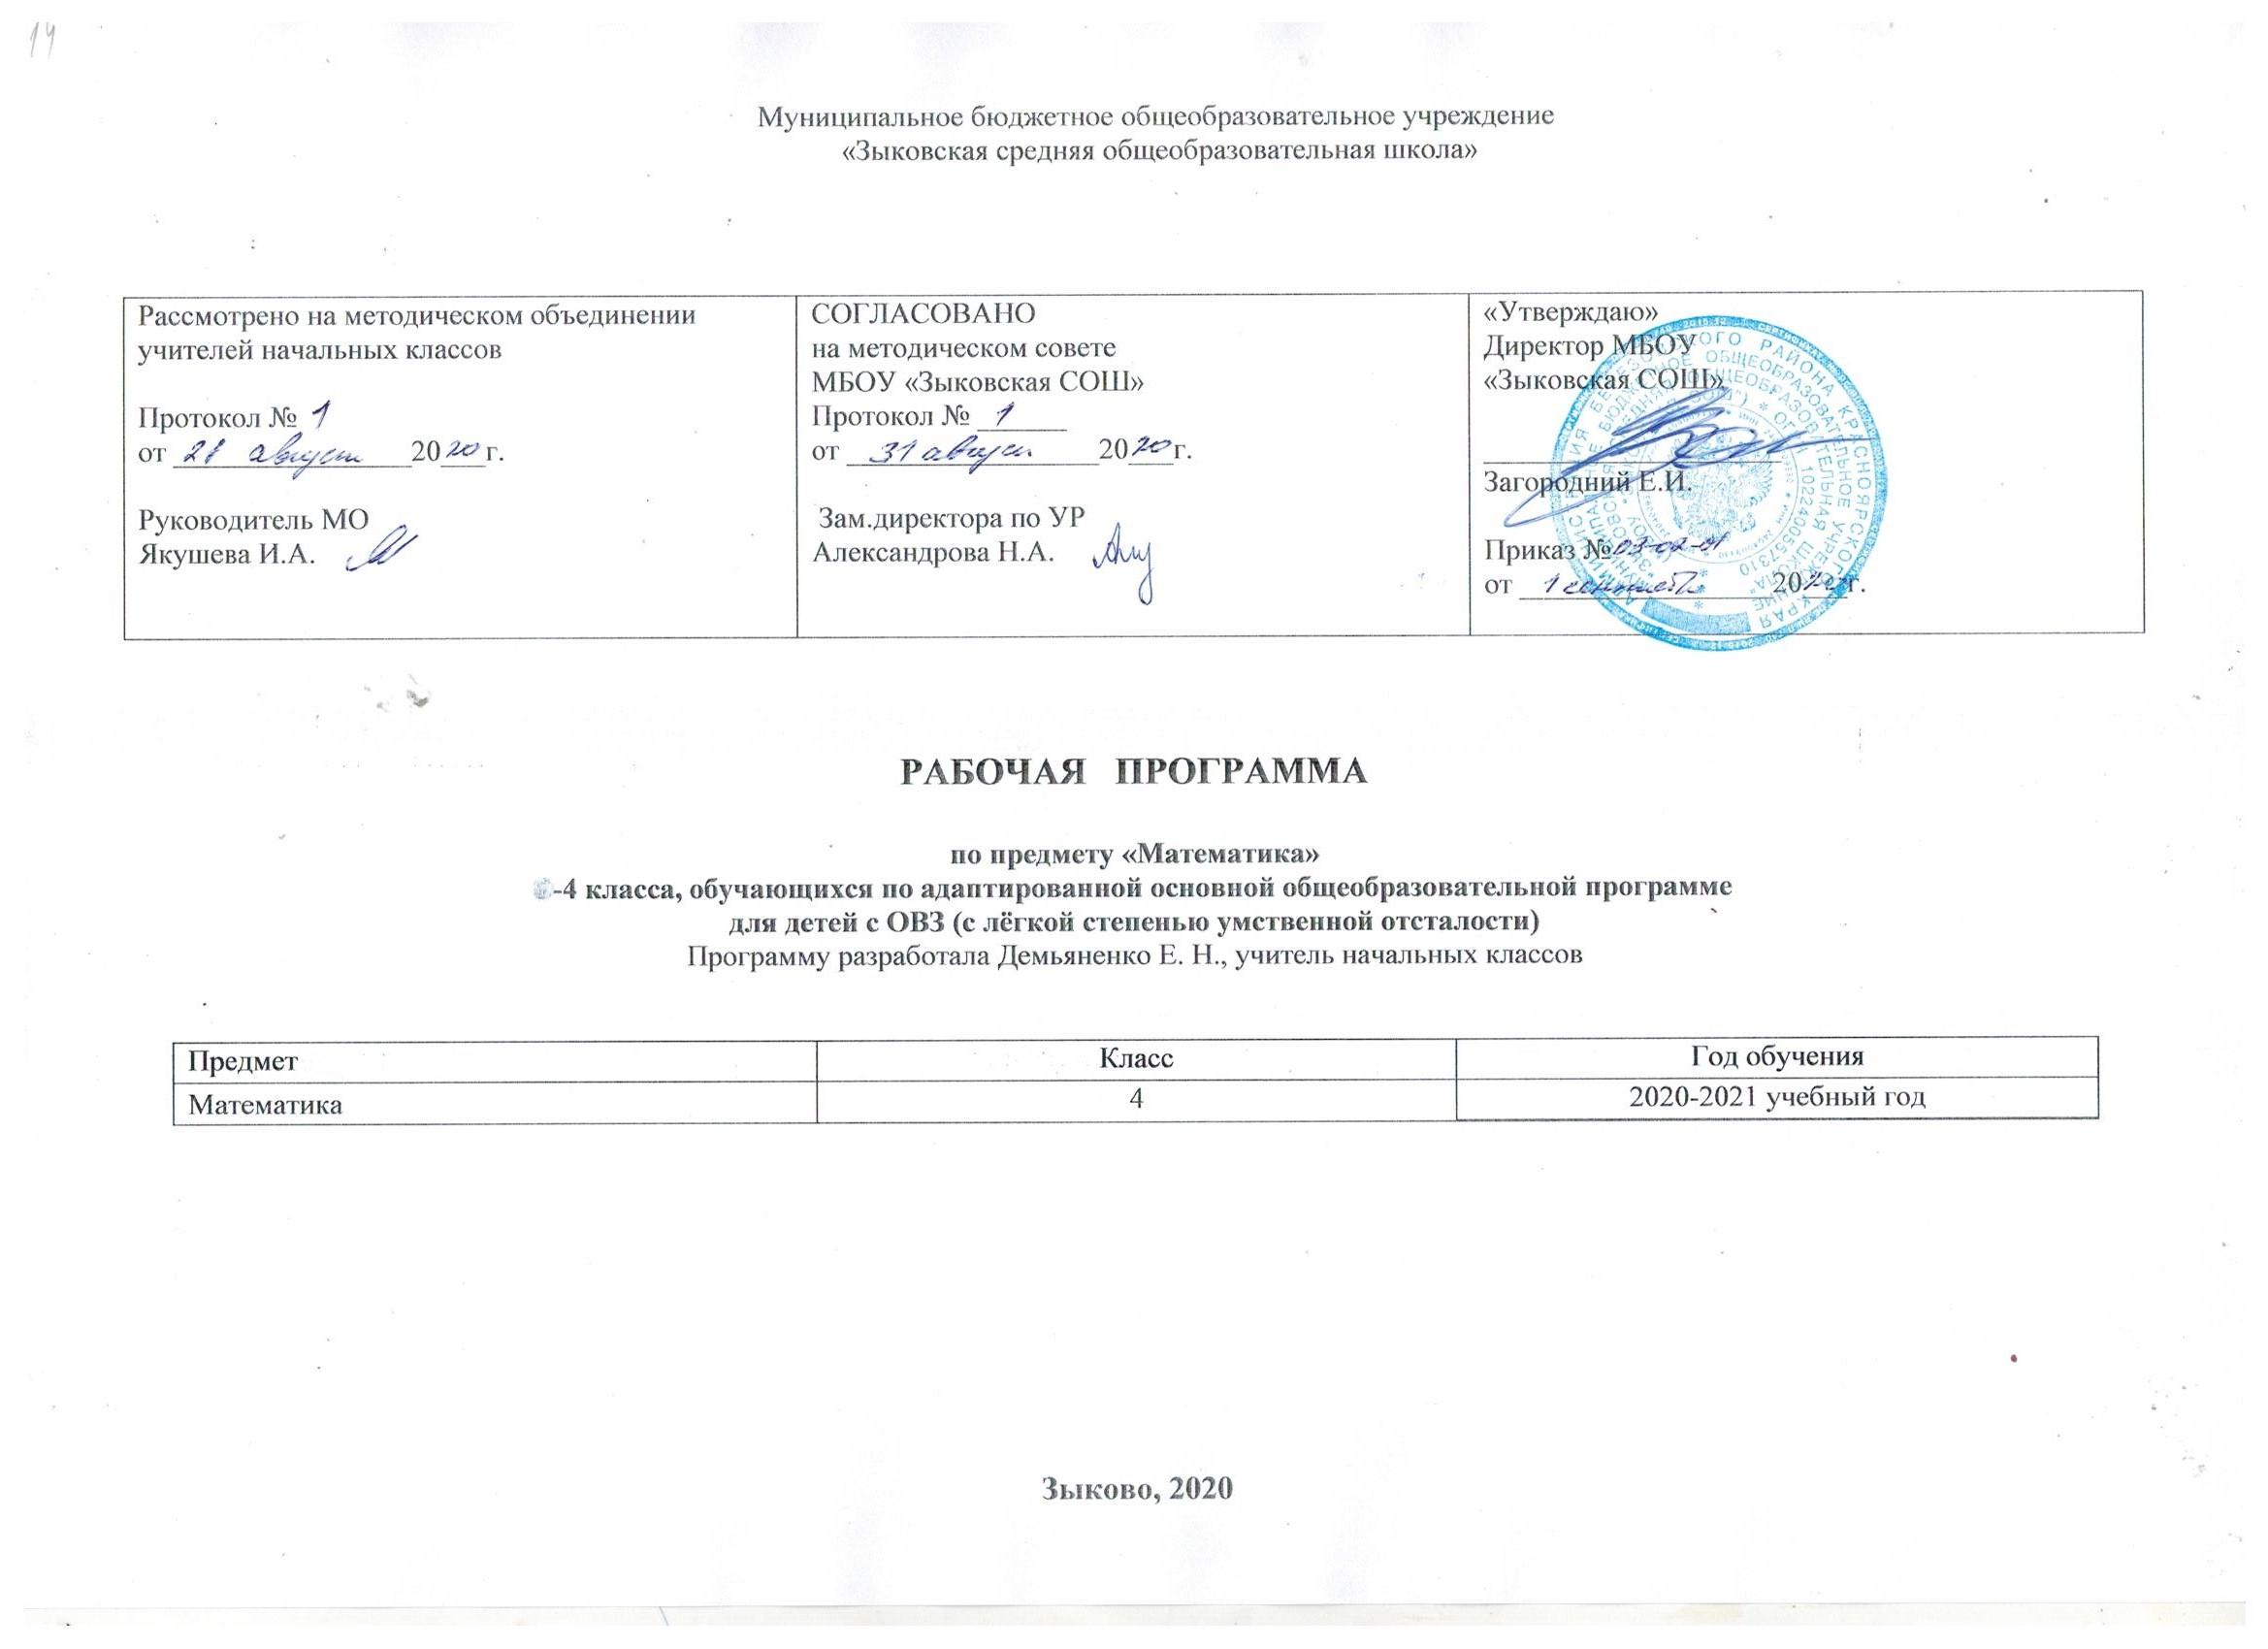 14
Муниципальное бюджетное общеобразовательное учреждение
«Зыковская средняя общеобразовательная школа»
Рассмотрено на методическом объединении
учителей начальных классов
Протокол № 1
от 28 август 2020 г.
Руководитель МО
Якушева И.А.
СОГЛАСОВАНО
на методическом совете
МБОУ «Зыковская СОШ»
Протокол № 1
от 31 август 2020 г.
Зам.директора по УР
Александрова Н.А.
«Утверждаю»
Директор МБОУ
«Зыковская СОШ»
Загородний Е.И.
Приказ № 03-02-
от 1 сентября 2020 г.
РАБОЧАЯ ПРОГРАММА
по предмету «Математика»
-4 класса, обучающихся по адаптированной основной общеобразовательной программе
для детей с ОВЗ (с лёгкой степенью умственной отсталости)
Программу разработала Демьяненко Е. Н., учитель начальных классов
Предмет Класс Год обучения
Математика 4 2020-2021 учебный год
Зыково, 2020